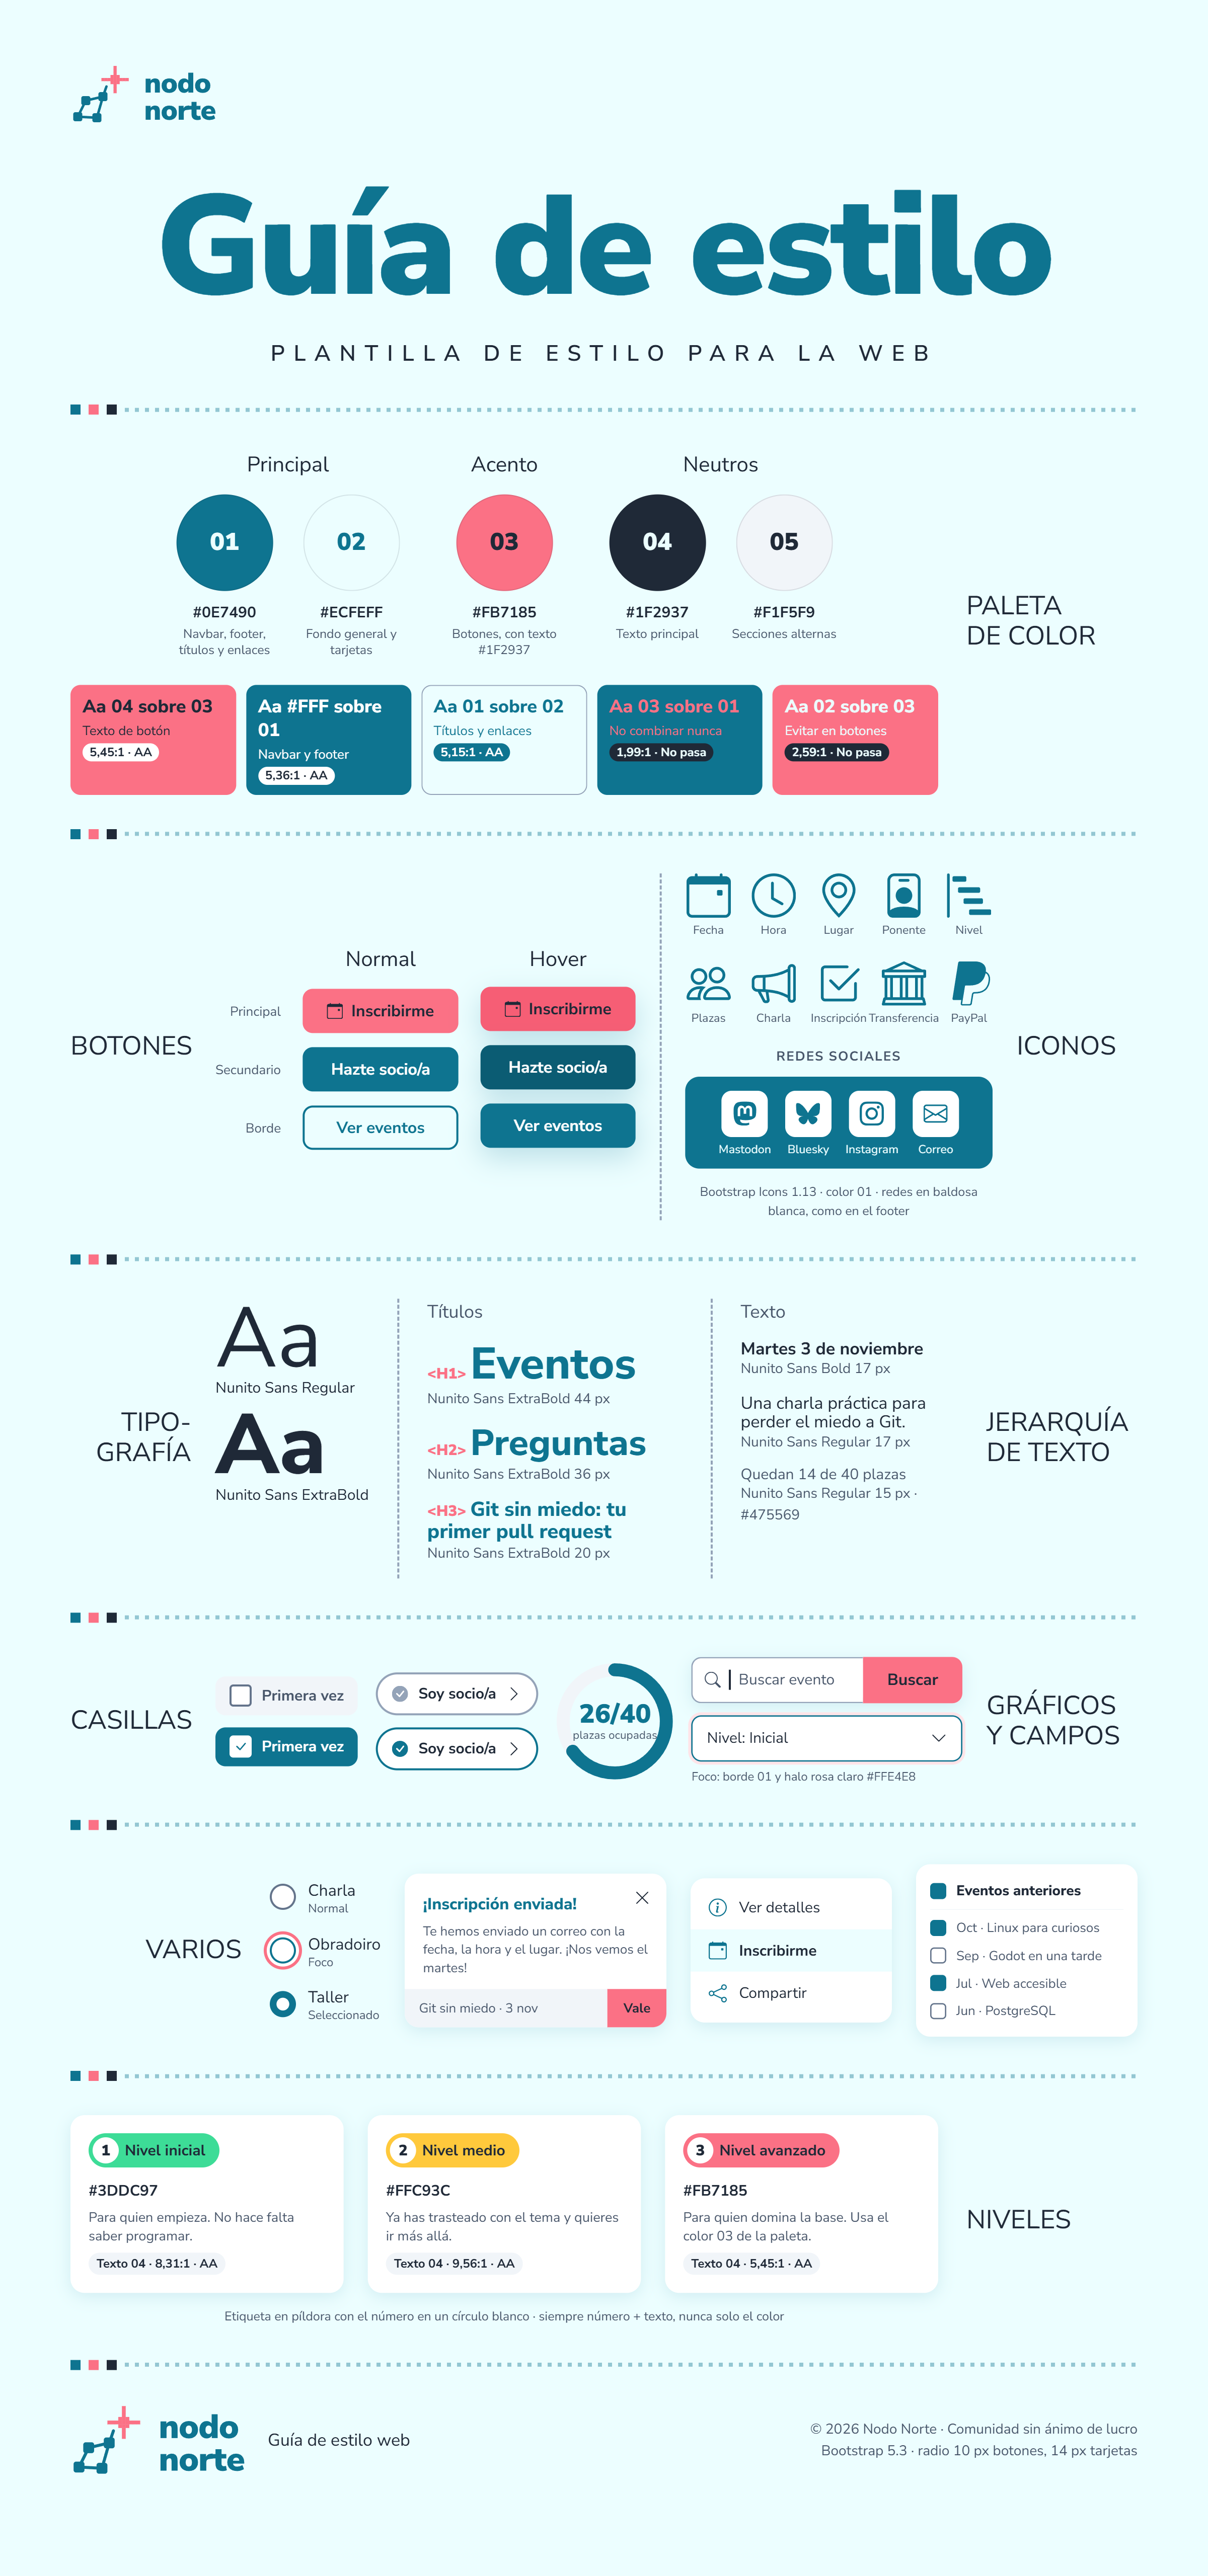 nodo
norte
Guía de estilo
PLANTILLA DE ESTILO PARA LA WEB
Principal
Acento
Neutros
01
02
03
04
05
#0E7490
#ECFEFF
#FB7185
#1F2937
#F1F5F9
Navbar, footer,
títulos y enlaces
Fondo general y
tarjetas
Botones, con texto
#1F2937
Texto principal
Secciones alternas
PALETA
DE COLOR
Aa 04 sobre 03
Texto de botón
5,45:1 · AA
Aa #FFF sobre
01
Navbar y footer
5,36:1 · AA
Aa 01 sobre 02
Títulos y enlaces
5,15:1 · AA
Aa 03 sobre 01
No combinar nunca
1,99:1 · No pasa
Aa 02 sobre 03
Evitar en botones
2,59:1 · No pasa
BOTONES
Normal
Hover
Principal
Inscribirme
Inscribirme
Secundario
Hazte socio/a
Hazte socio/a
Borde
Ver eventos
Ver eventos
Fecha
Hora
Lugar
Ponente
Nivel
Plazas
Charla
Inscripción
Transferencia
PayPal
REDES SOCIALES
Mastodon
Bluesky
Instagram
Correo
Bootstrap Icons 1.13 · color 01 · redes en baldosa
blanca, como en el footer
ICONOS
TIPO-
GRAFÍA
Aa
Nunito Sans Regular
Aa
Nunito Sans ExtraBold
Títulos
<H1> Eventos
Nunito Sans ExtraBold 44 px
<H2> Preguntas
Nunito Sans ExtraBold 36 px
<H3> Git sin miedo: tu
primer pull request
Nunito Sans ExtraBold 20 px
Texto
Martes 3 de noviembre
Nunito Sans Bold 17 px
Una charla práctica para
perder el miedo a Git.
Nunito Sans Regular 17 px
Quedan 14 de 40 plazas
Nunito Sans Regular 15 px ·
#475569
JERARQUÍA
DE TEXTO
CASILLAS
Primera vez
Primera vez
Soy socio/a
Soy socio/a
26/40
plazas ocupadas
Buscar evento
Buscar
Nivel: Inicial
Foco: borde 01 y halo rosa claro #FFE4E8
GRÁFICOS
Y CAMPOS
VARIOS
Charla
Normal
Obradoiro
Foco
Taller
Seleccionado
¡Inscripción enviada!
Te hemos enviado un correo con la
fecha, la hora y el lugar. ¡Nos vemos el
martes!
Git sin miedo · 3 nov
Vale
Ver detalles
Inscribirme
Compartir
Eventos anteriores
Oct · Linux para curiosos
Sep · Godot en una tarde
Jul · Web accesible
Jun · PostgreSQL
1 Nivel inicial
#3DDC97
Para quien empieza. No hace falta
saber programar.
Texto 04 · 8,31:1 · AA
2 Nivel medio
#FFC93C
Ya has trasteado con el tema y quieres
ir más allá.
Texto 04 · 9,56:1 · AA
3 Nivel avanzado
#FB7185
Para quien domina la base. Usa el
color 03 de la paleta.
Texto 04 · 5,45:1 · AA
NIVELES
Etiqueta en píldora con el número en un círculo blanco · siempre número + texto, nunca solo el color
nodo
norte
Guía de estilo web
© 2026 Nodo Norte · Comunidad sin ánimo de lucro
Bootstrap 5.3 · radio 10 px botones, 14 px tarjetas